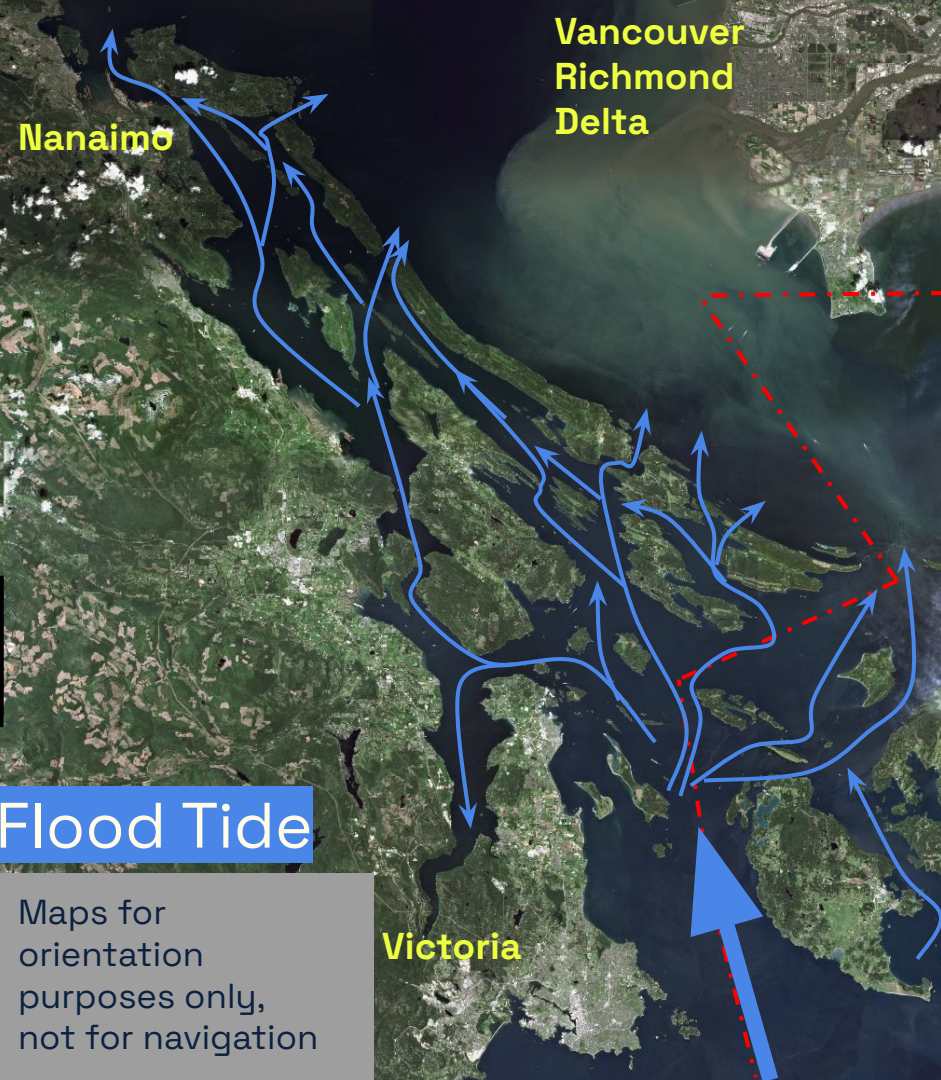 Vancouver
Richmond
Delta
Nanaimo
Flood Tide
Maps for
orientation
purposes only,
not for navigation
Victoria